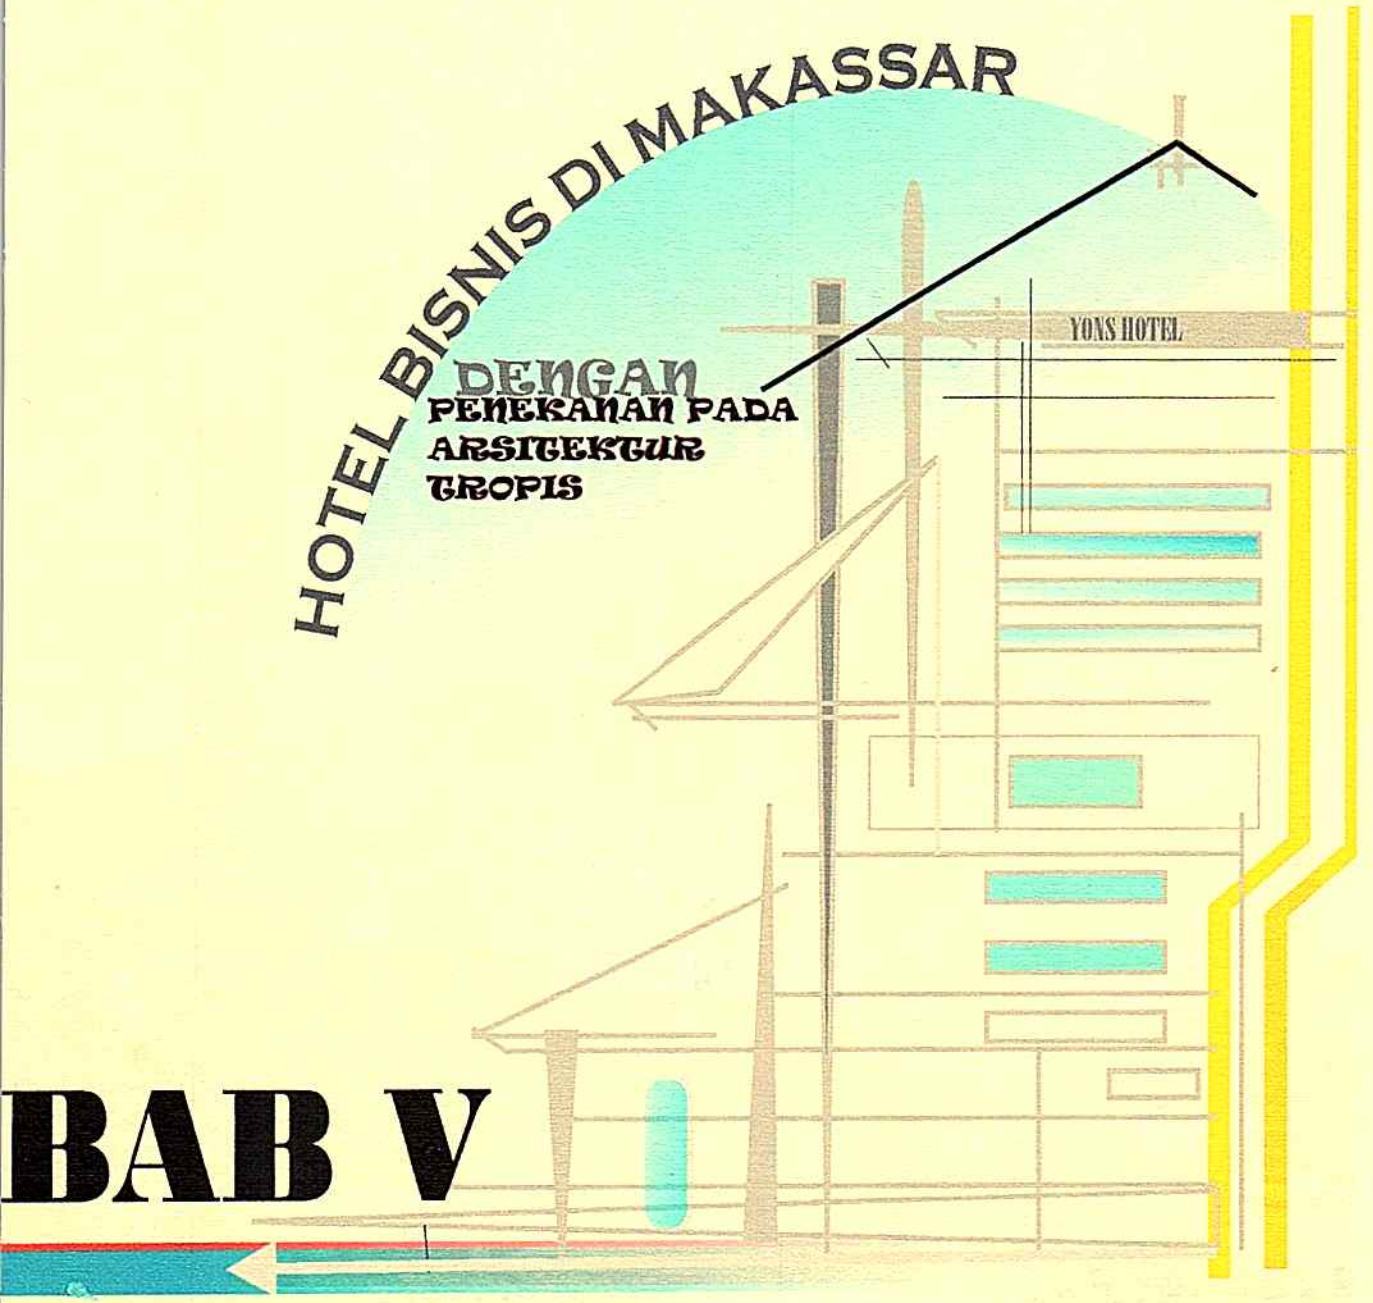 HOTEL BISNIS DI MAKASSAR
DENGAN
PENEKANAN PADA
ARSITEKTUR
TROPIS
YONS HOTEL
BAB V